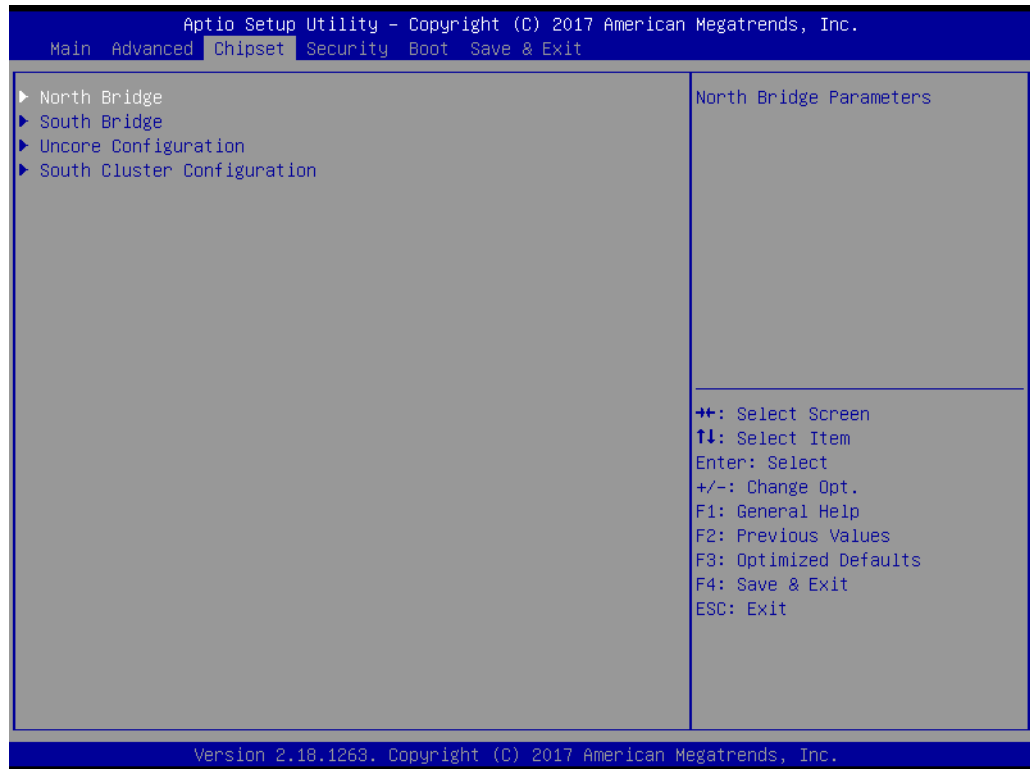 Aptio Setup Utility – Copyright (C) 2017 American Megatrends, Inc.
Main Advanced Chipset Security Boot Save & Exit
▶ North Bridge
▶ South Bridge
▶ Uncore Configuration
▶ South Cluster Configuration
North Bridge Parameters
→←: Select Screen
↑↓: Select Item
Enter: Select
+/-: Change Opt.
F1: General Help
F2: Previous Values
F3: Optimized Defaults
F4: Save & Exit
ESC: Exit
Version 2.18.1263. Copyright (C) 2017 American Megatrends, Inc.